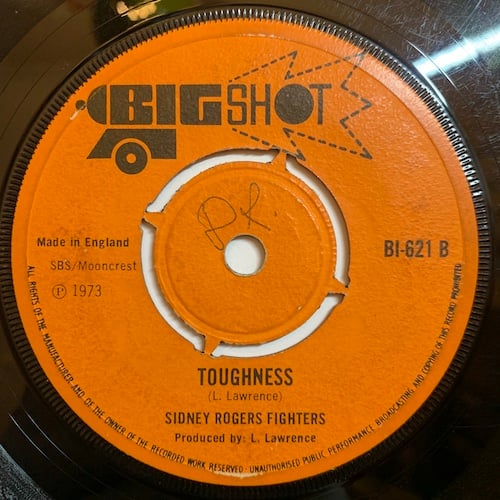 BIG SHOT
Made in England
SBS/Mooncrest
℗ 1973
BI-621 B
TOUGHNESS
(L. Lawrence)
SIDNEY ROGERS FIGHTERS
Produced by: L. Lawrence
ALL RIGHTS OF THE MANUFACTURER AND OF THE OWNER OF THE RECORDED WORK RESERVED · UNAUTHORISED PUBLIC PERFORMANCE BROADCASTING AND COPYING OF THIS RECORD PROHIBITED